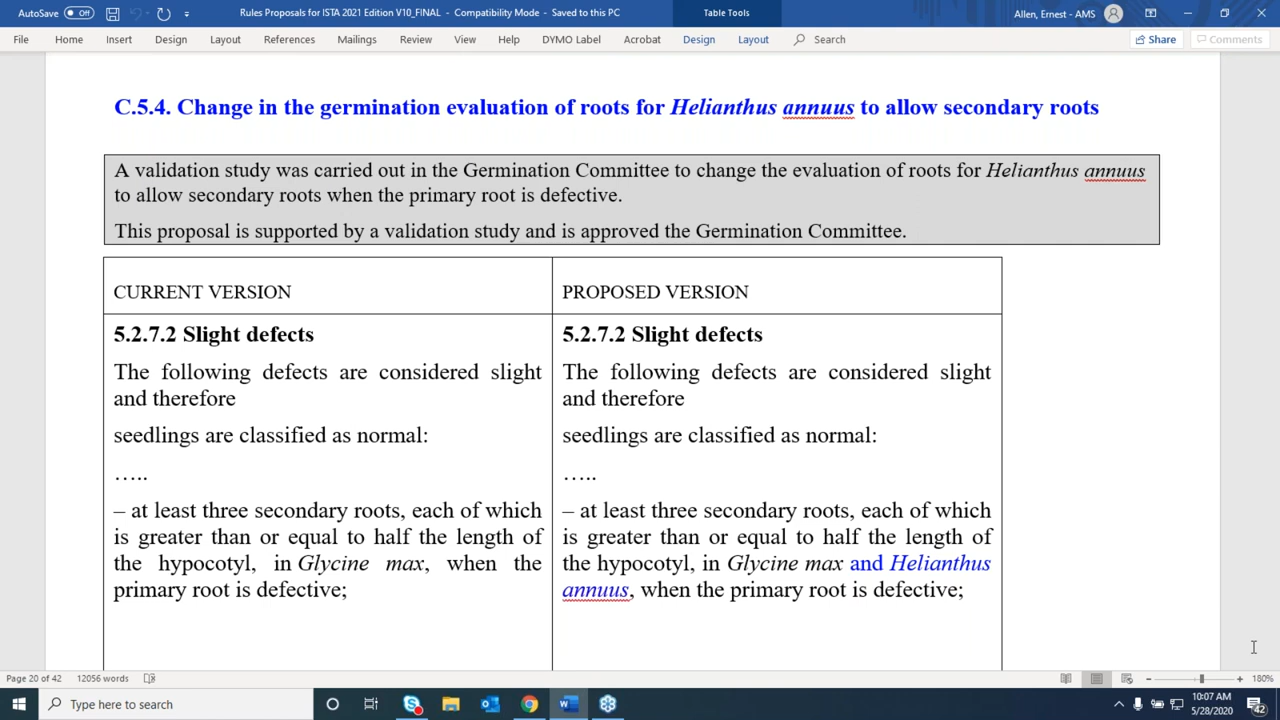 AutoSave Off Rules Proposals for ISTA 2021 Edition V10_FINAL - Compatibility Mode - Saved to this PC Table Tools Allen, Ernest - AMS
File Home Insert Design Layout References Mailings Review View Help DYMO Label Acrobat Design Layout Search Share Comments
C.5.4. Change in the germination evaluation of roots for Helianthus annuus to allow secondary roots
A validation study was carried out in the Germination Committee to change the evaluation of roots for Helianthus annuus
to allow secondary roots when the primary root is defective.
This proposal is supported by a validation study and is approved the Germination Committee.
CURRENT VERSION
5.2.7.2 Slight defects
The following defects are considered slight
and therefore
seedlings are classified as normal:
…..
– at least three secondary roots, each of which
is greater than or equal to half the length of
the hypocotyl, in Glycine max, when the
primary root is defective;
PROPOSED VERSION
5.2.7.2 Slight defects
The following defects are considered slight
and therefore
seedlings are classified as normal:
…..
– at least three secondary roots, each of which
is greater than or equal to half the length of
the hypocotyl, in Glycine max and Helianthus
annuus, when the primary root is defective;
Page 20 of 42 12056 words 180%
Type here to search 10:07 AM
5/28/2020 42